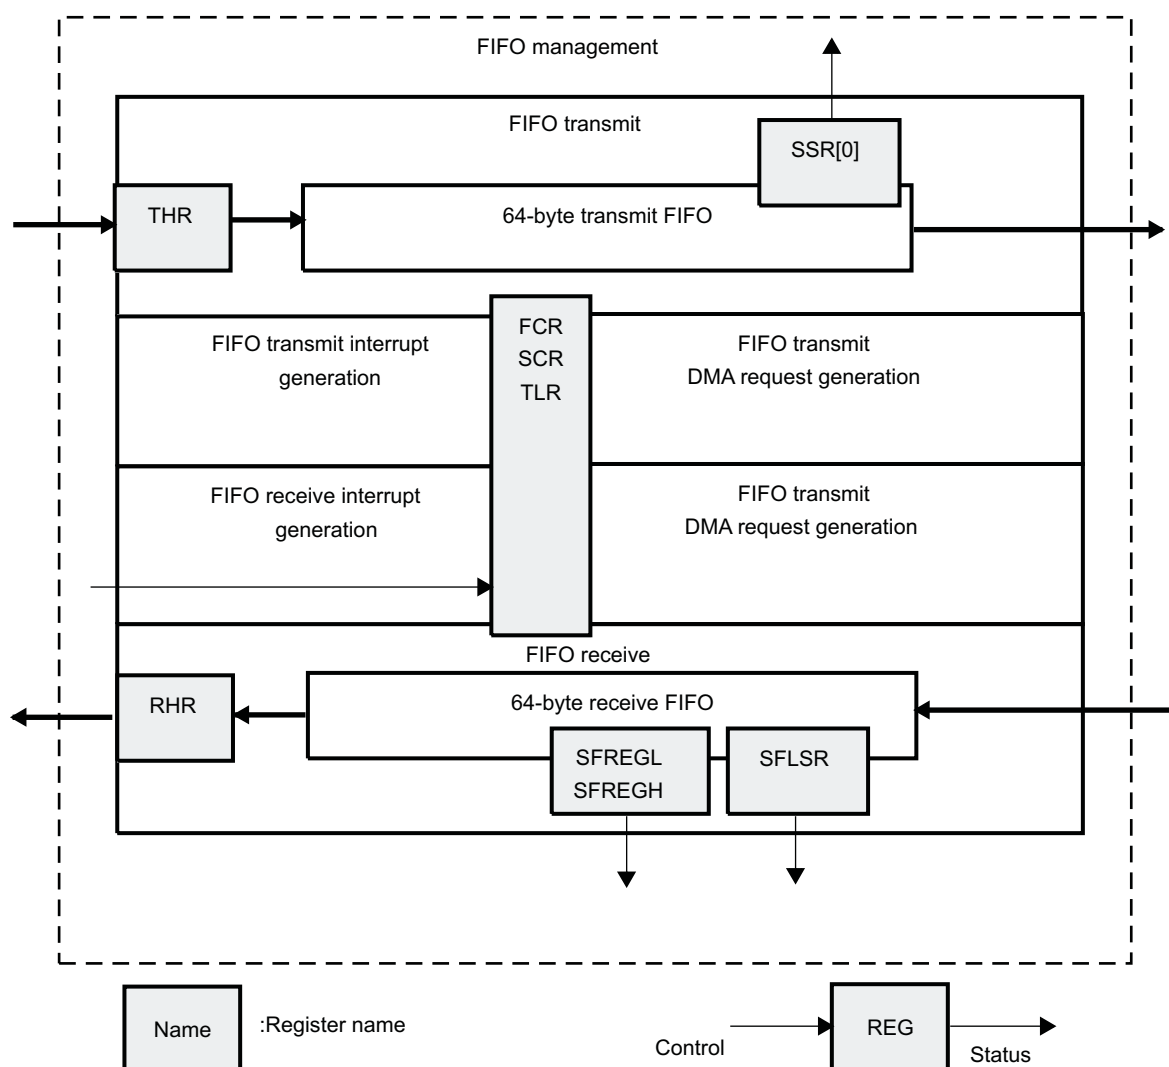 FIFO management
FIFO transmit
SSR[0]
THR
64-byte transmit FIFO
FCR
SCR
TLR
FIFO transmit interrupt
generation
FIFO transmit
DMA request generation
FIFO receive interrupt
generation
FIFO transmit
DMA request generation
FIFO receive
RHR
64-byte receive FIFO
SFREGL
SFREGH
SFLSR
Name
:Register name
Control
REG
Status